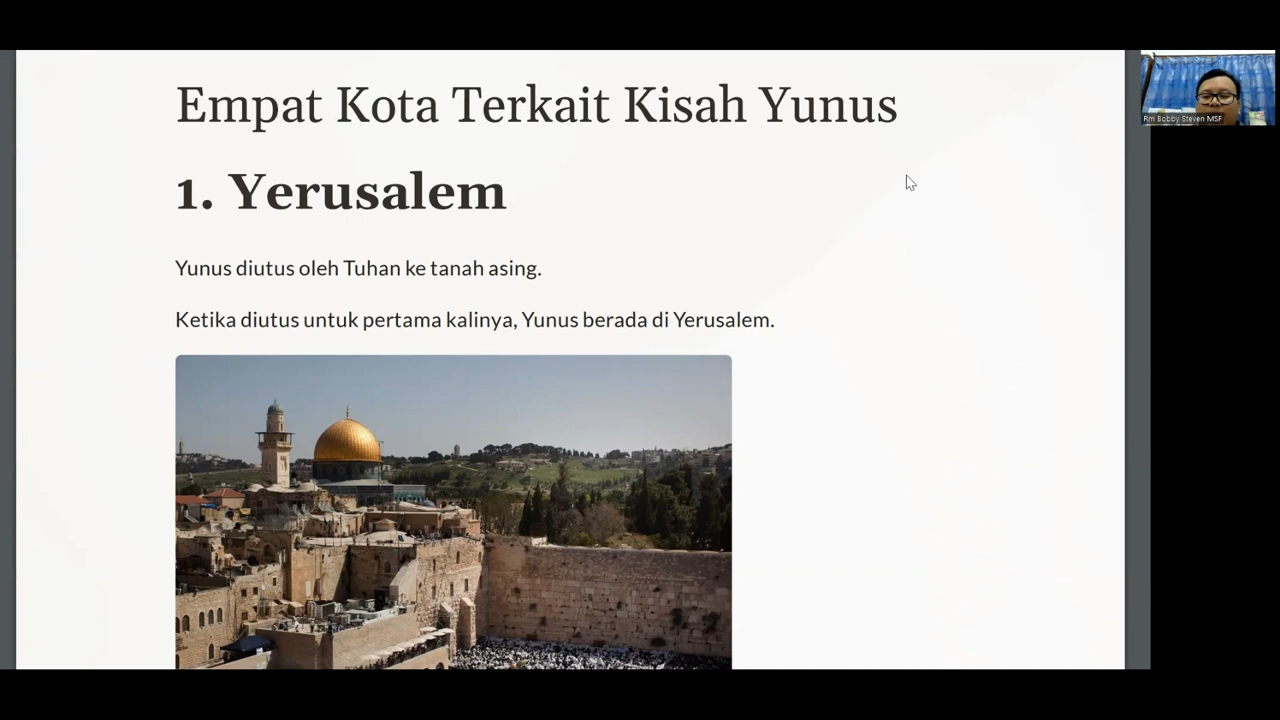 Empat Kota Terkait Kisah Yunus
1. Yerusalem
Yunus diutus oleh Tuhan ke tanah asing.
Ketika diutus untuk pertama kalinya, Yunus berada di Yerusalem.
Rm Bobby Steven MSF